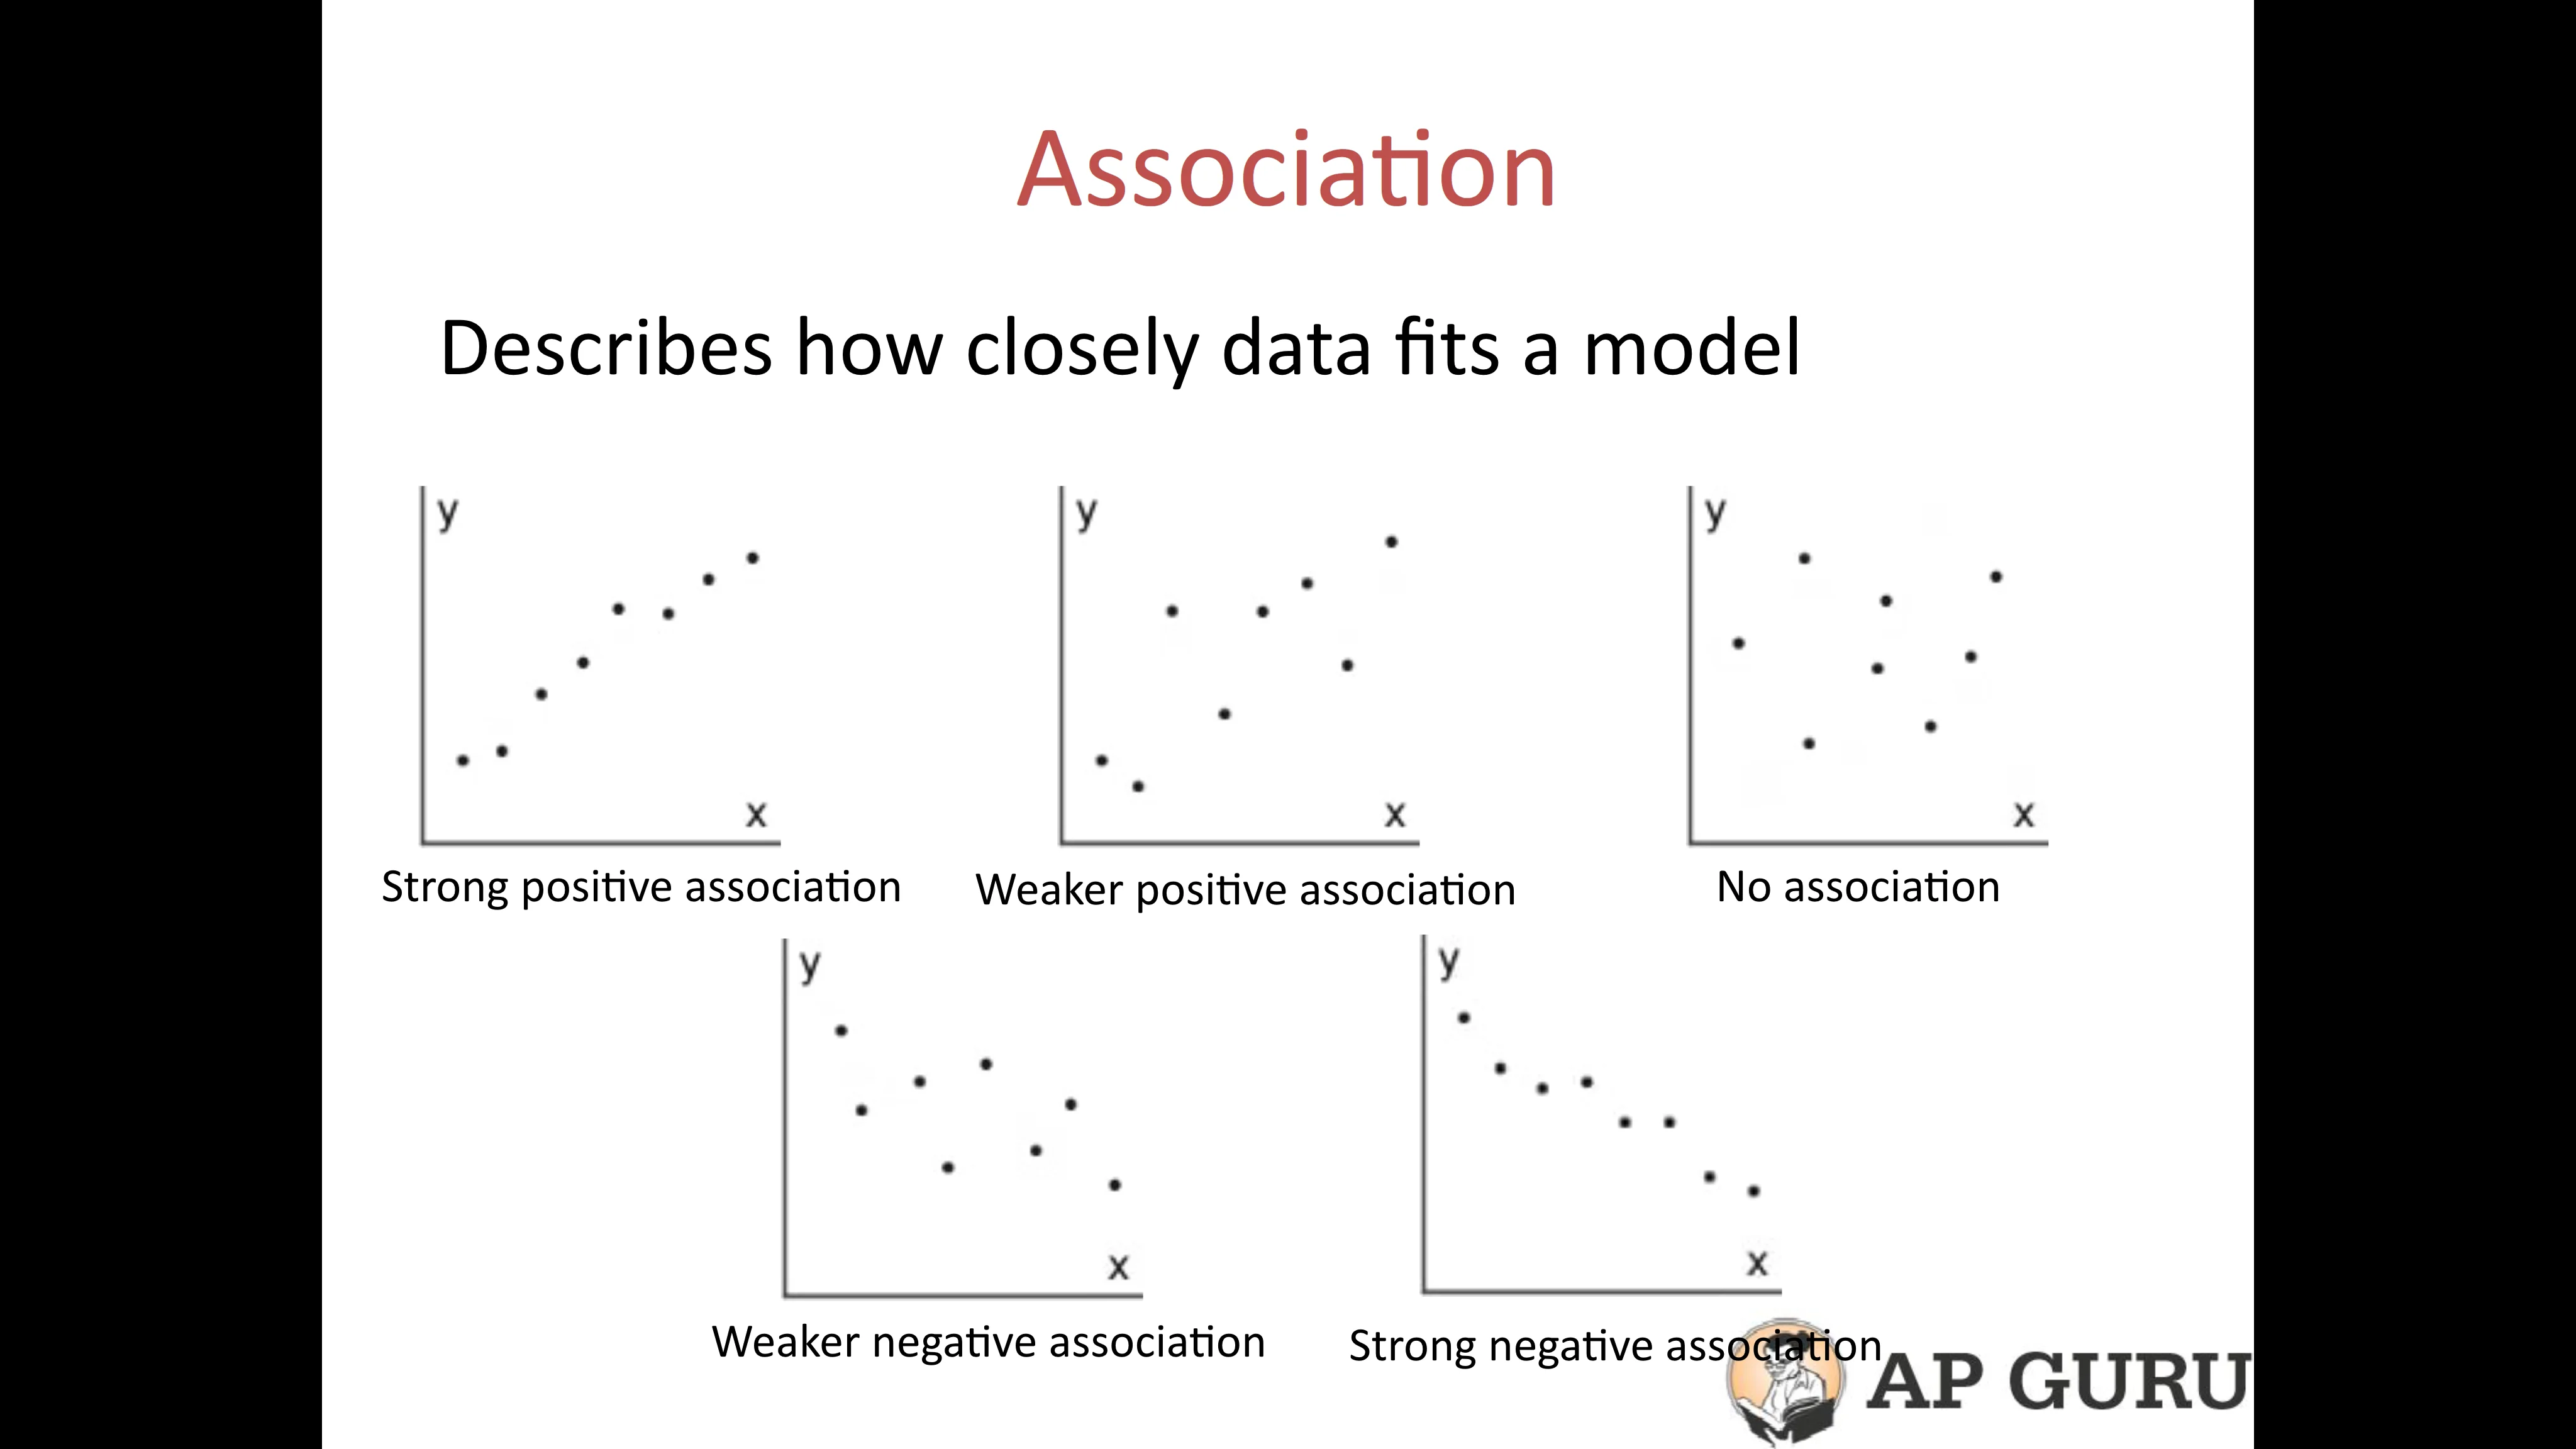 Association
Describes how closely data fits a model
y
y
y
x
x
x
Strong positive association
Weaker positive association
No association
y
y
x
x
Weaker negative association
Strong negative association
AP GURU